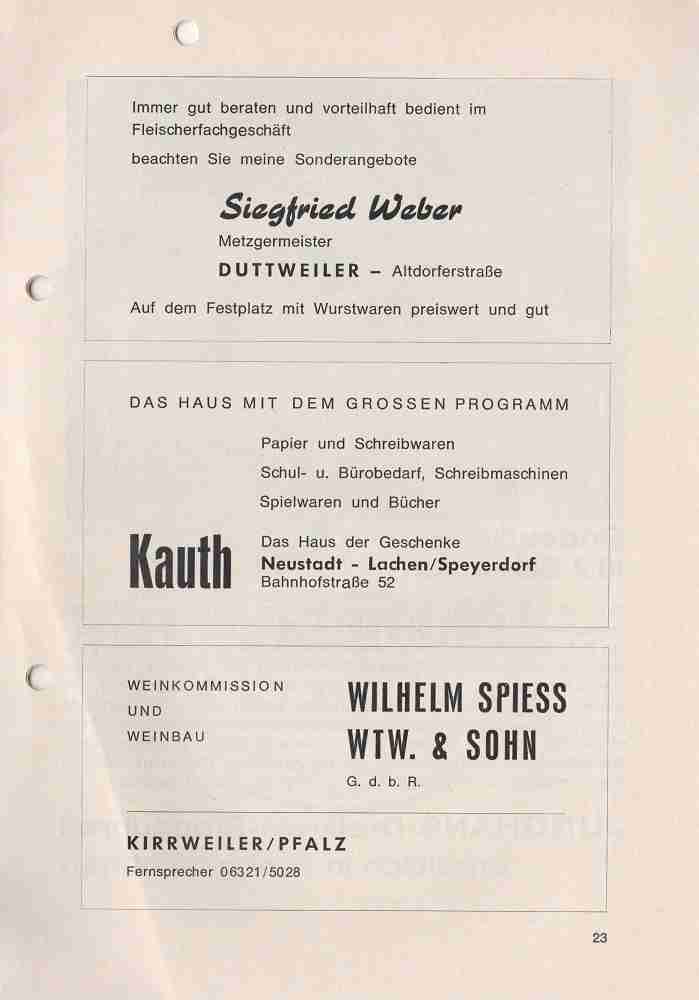 Immer gut beraten und vorteilhaft bedient im
Fleischerfachgeschäft
beachten Sie meine Sonderangebote
Siegfried Weber
Metzgermeister
DUTTWEILER – Altdorferstraße
Auf dem Festplatz mit Wurstwaren preiswert und gut
DAS HAUS MIT DEM GROSSEN PROGRAMM
Papier und Schreibwaren
Schul- u. Bürobedarf, Schreibmaschinen
Spielwaren und Bücher
Kauth
Das Haus der Geschenke
Neustadt - Lachen/Speyerdorf
Bahnhofstraße 52
WEINKOMMISSION
UND
WEINBAU
WILHELM SPIESS
WTW. & SOHN
G. d. b. R.
KIRRWEILER/PFALZ
Fernsprecher 06321/5028
23